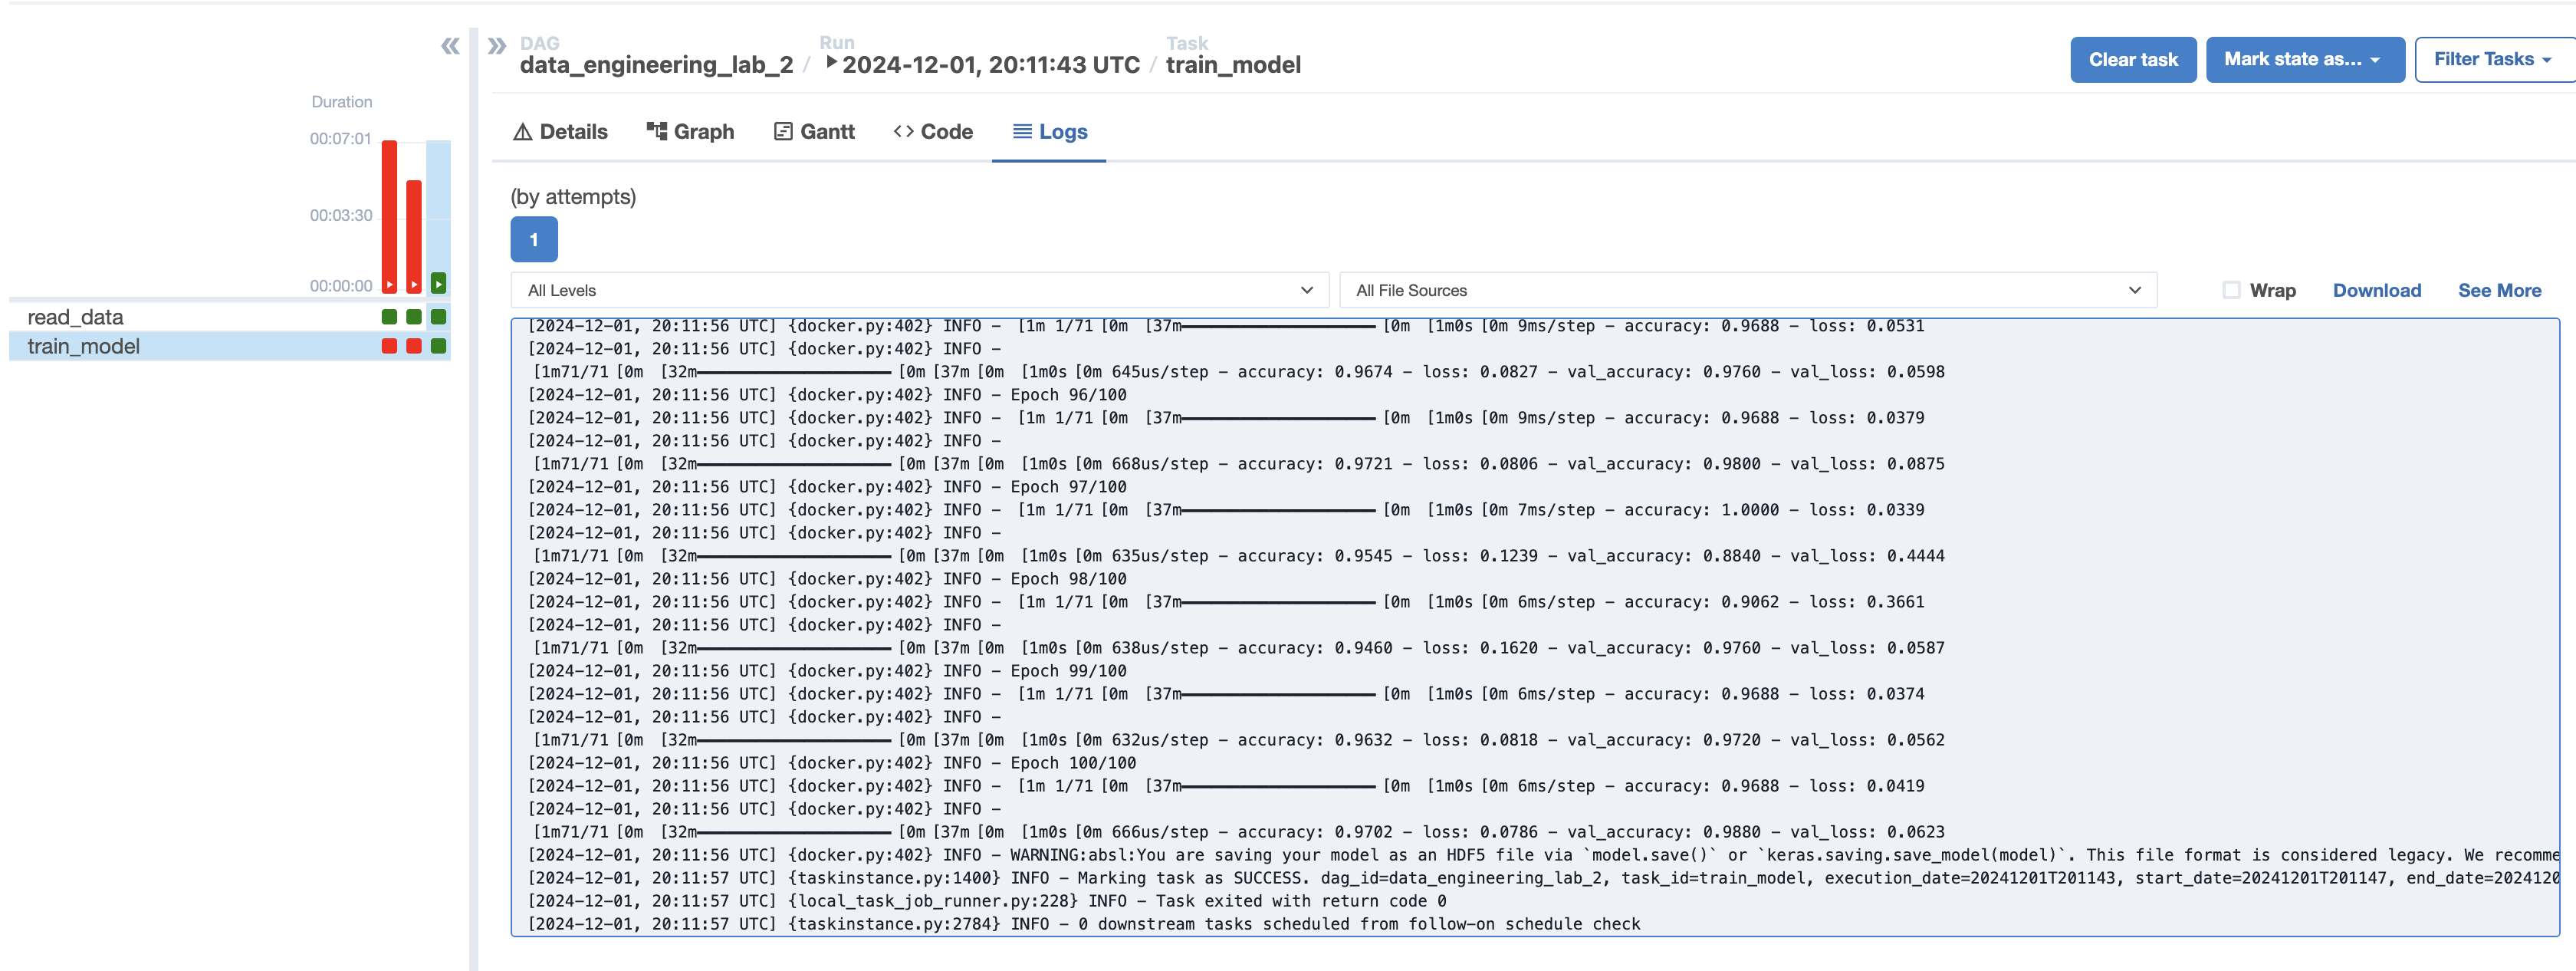 DAG
data_engineering_lab_2 /
Run
2024-12-01, 20:11:43 UTC /
Task
train_model
Clear task
Mark state as...
Filter Tasks
Duration
00:07:01
00:03:30
00:00:00
read_data
train_model
Details
Graph
Gantt
Code
Logs
(by attempts)
1
All Levels
All File Sources
Wrap
Download
See More
[2024-12-01, 20:11:56 UTC] {docker.py:402} INFO - [1m 1/71 [0m [37m━━━━━━━━━━━━━━━━━━━━ [0m [1m0s [0m 9ms/step - accuracy: 0.9688 - loss: 0.0531
[2024-12-01, 20:11:56 UTC] {docker.py:402} INFO -
[1m71/71 [0m [32m━━━━━━━━━━━━━━━━━━━━ [0m [37m [0m [1m0s [0m 645us/step - accuracy: 0.9674 - loss: 0.0827 - val_accuracy: 0.9760 - val_loss: 0.0598
[2024-12-01, 20:11:56 UTC] {docker.py:402} INFO - Epoch 96/100
[2024-12-01, 20:11:56 UTC] {docker.py:402} INFO - [1m 1/71 [0m [37m━━━━━━━━━━━━━━━━━━━━ [0m [1m0s [0m 9ms/step - accuracy: 0.9688 - loss: 0.0379
[2024-12-01, 20:11:56 UTC] {docker.py:402} INFO -
[1m71/71 [0m [32m━━━━━━━━━━━━━━━━━━━━ [0m [37m [0m [1m0s [0m 668us/step - accuracy: 0.9721 - loss: 0.0806 - val_accuracy: 0.9800 - val_loss: 0.0875
[2024-12-01, 20:11:56 UTC] {docker.py:402} INFO - Epoch 97/100
[2024-12-01, 20:11:56 UTC] {docker.py:402} INFO - [1m 1/71 [0m [37m━━━━━━━━━━━━━━━━━━━━ [0m [1m0s [0m 7ms/step - accuracy: 1.0000 - loss: 0.0339
[2024-12-01, 20:11:56 UTC] {docker.py:402} INFO -
[1m71/71 [0m [32m━━━━━━━━━━━━━━━━━━━━ [0m [37m [0m [1m0s [0m 635us/step - accuracy: 0.9545 - loss: 0.1239 - val_accuracy: 0.8840 - val_loss: 0.4444
[2024-12-01, 20:11:56 UTC] {docker.py:402} INFO - Epoch 98/100
[2024-12-01, 20:11:56 UTC] {docker.py:402} INFO - [1m 1/71 [0m [37m━━━━━━━━━━━━━━━━━━━━ [0m [1m0s [0m 6ms/step - accuracy: 0.9062 - loss: 0.3661
[2024-12-01, 20:11:56 UTC] {docker.py:402} INFO -
[1m71/71 [0m [32m━━━━━━━━━━━━━━━━━━━━ [0m [37m [0m [1m0s [0m 638us/step - accuracy: 0.9460 - loss: 0.1620 - val_accuracy: 0.9760 - val_loss: 0.0587
[2024-12-01, 20:11:56 UTC] {docker.py:402} INFO - Epoch 99/100
[2024-12-01, 20:11:56 UTC] {docker.py:402} INFO - [1m 1/71 [0m [37m━━━━━━━━━━━━━━━━━━━━ [0m [1m0s [0m 6ms/step - accuracy: 0.9688 - loss: 0.0374
[2024-12-01, 20:11:56 UTC] {docker.py:402} INFO -
[1m71/71 [0m [32m━━━━━━━━━━━━━━━━━━━━ [0m [37m [0m [1m0s [0m 632us/step - accuracy: 0.9632 - loss: 0.0818 - val_accuracy: 0.9720 - val_loss: 0.0562
[2024-12-01, 20:11:56 UTC] {docker.py:402} INFO - Epoch 100/100
[2024-12-01, 20:11:56 UTC] {docker.py:402} INFO - [1m 1/71 [0m [37m━━━━━━━━━━━━━━━━━━━━ [0m [1m0s [0m 6ms/step - accuracy: 0.9688 - loss: 0.0419
[2024-12-01, 20:11:56 UTC] {docker.py:402} INFO -
[1m71/71 [0m [32m━━━━━━━━━━━━━━━━━━━━ [0m [37m [0m [1m0s [0m 666us/step - accuracy: 0.9702 - loss: 0.0786 - val_accuracy: 0.9880 - val_loss: 0.0623
[2024-12-01, 20:11:56 UTC] {docker.py:402} INFO - WARNING:absl:You are saving your model as an HDF5 file via `model.save()` or `keras.saving.save_model(model)`. This file format is considered legacy. We recomme
[2024-12-01, 20:11:57 UTC] {taskinstance.py:1400} INFO - Marking task as SUCCESS. dag_id=data_engineering_lab_2, task_id=train_model, execution_date=20241201T201143, start_date=20241201T201147, end_date=202412​0
[2024-12-01, 20:11:57 UTC] {local_task_job_runner.py:228} INFO - Task exited with return code 0
[2024-12-01, 20:11:57 UTC] {taskinstance.py:2784} INFO - 0 downstream tasks scheduled from follow-on schedule check